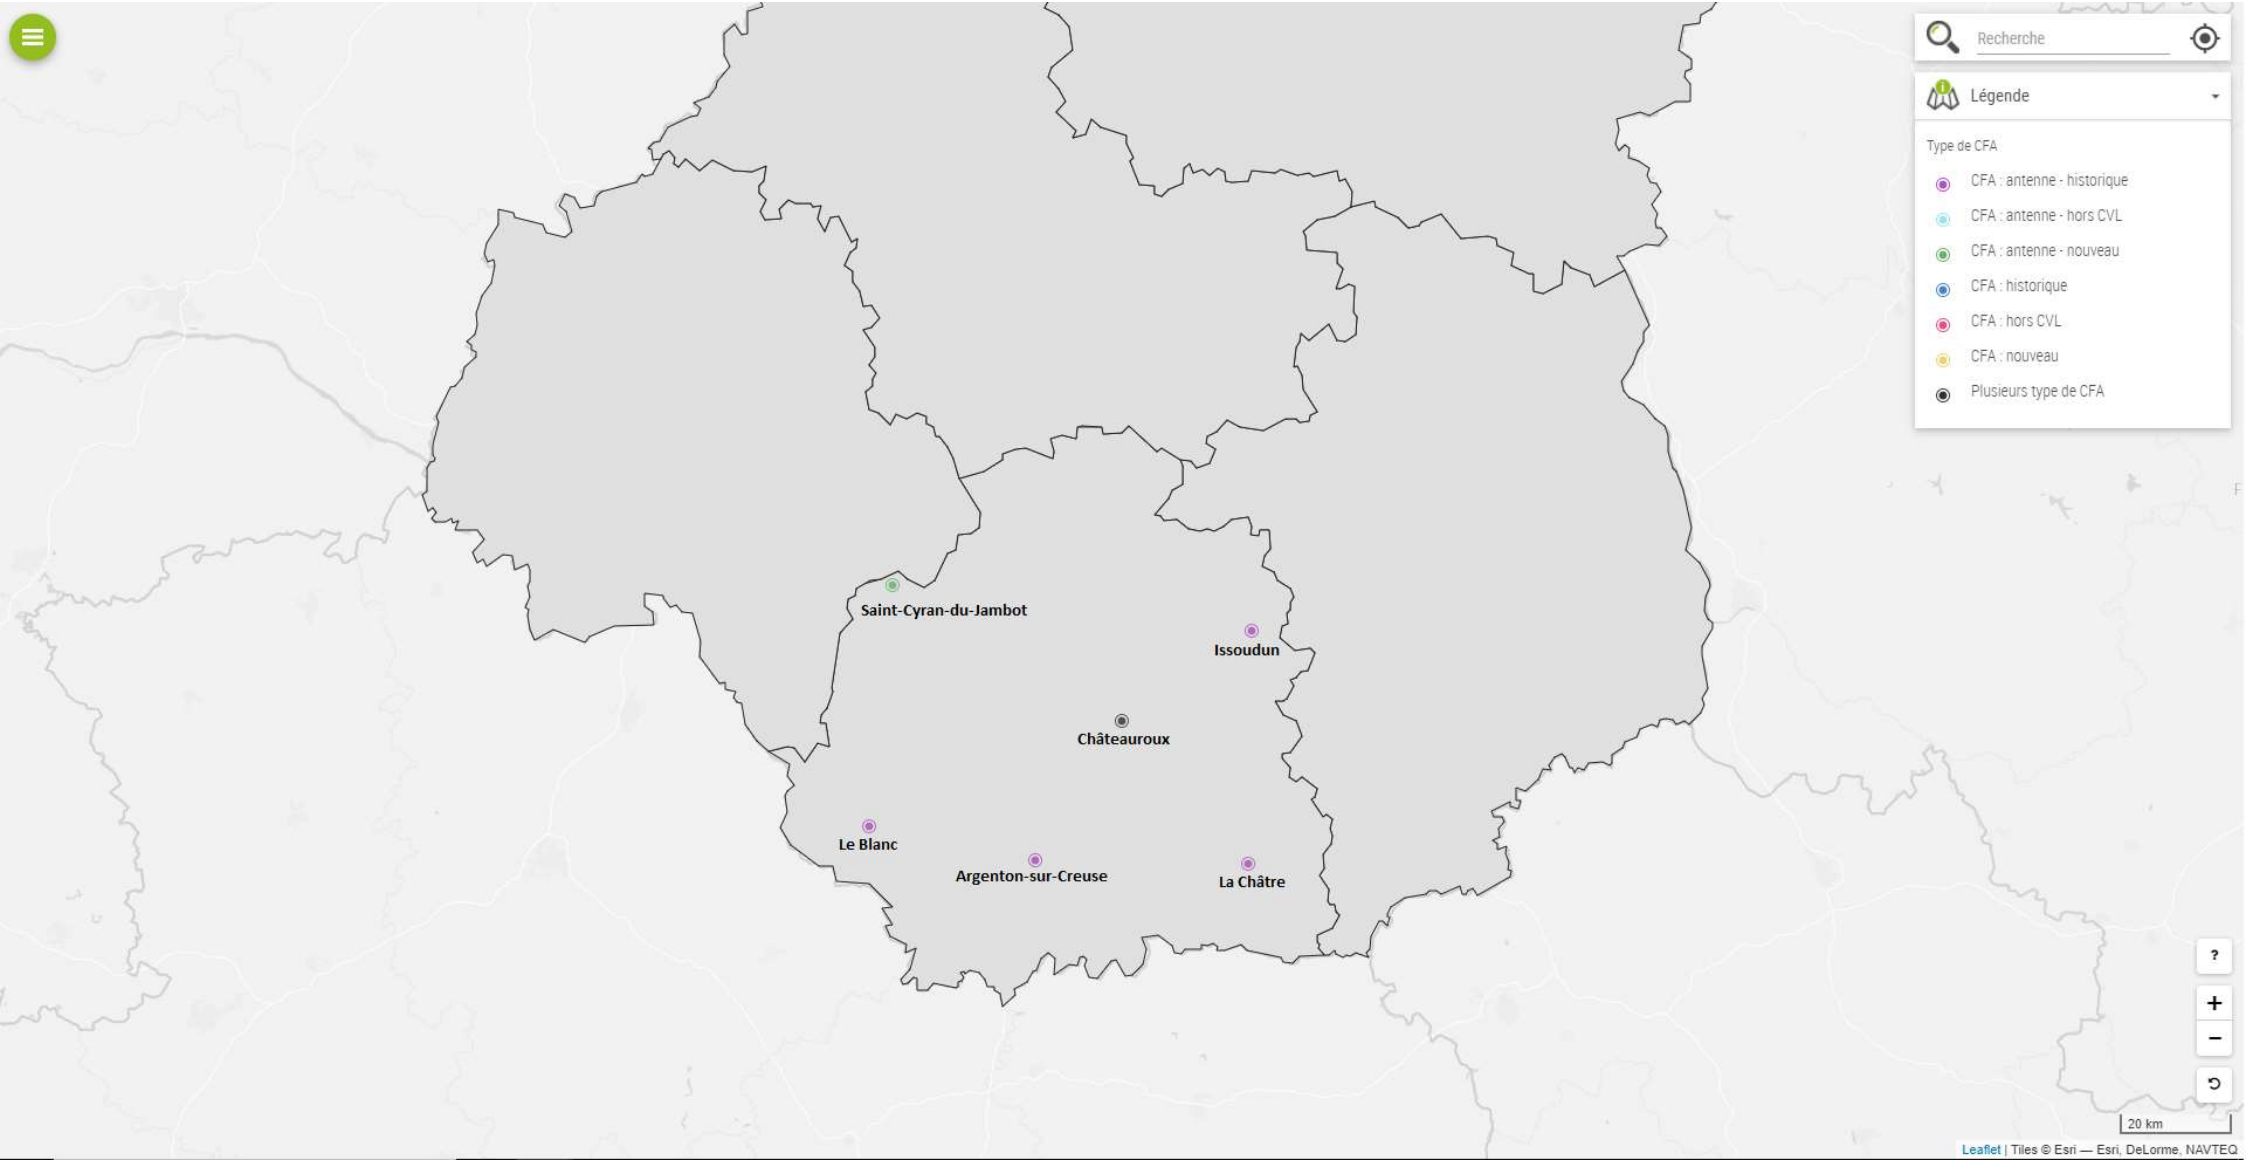 Recherche
Légende
Type de CFA
CFA : antenne - historique
CFA : antenne - hors CVL
CFA : antenne - nouveau
CFA : historique
CFA : hors CVL
CFA : nouveau
Plusieurs type de CFA
F
Saint-Cyran-du-Jambot
Issoudun
Châteauroux
Le Blanc
Argenton-sur-Creuse
La Châtre
?
+
−
20 km
Leaflet | Tiles © Esri — Esri, DeLorme, NAVTEQ